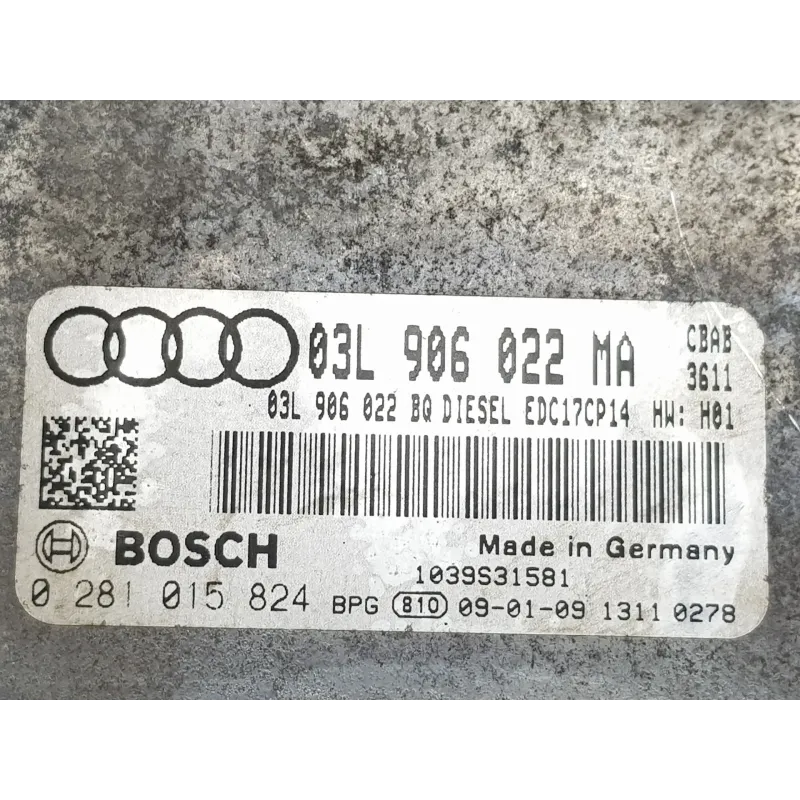 03L 906 022 MA CBAB
3611
03L 906 022 BQ DIESEL EDC17CP14 HW: H01
BOSCH Made in Germany
1039S31581
0 281 015 824 BPG 810 09-01-09 1311 0278